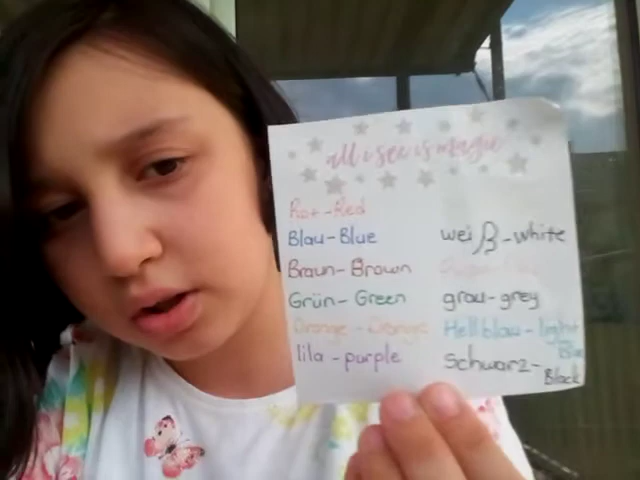 all i see is magic
Rot-Red
Blau-Blue
Braun-Brown
Grün-Green
Orange-Orange
lila-purple
weiß-white
grau-grey
Hellblau-light
Blue
Schwarz-
Black